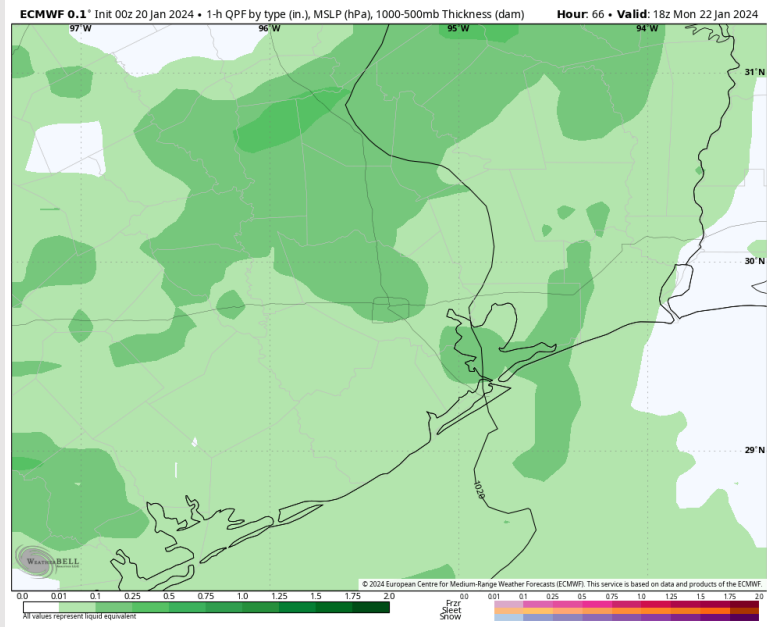 ECMWF 0.1° Init 00z 20 Jan 2024 • 1-h QPF by type (in.), MSLP (hPa), 1000-500mb Thickness (dam) Hour: 66 • Valid: 18z Mon 22 Jan 2024
97°W 96°W 95°W 94°W
31°N
30°N
29°N
1020
WEATHERBELL
© 2024 European Centre for Medium-Range Weather Forecasts (ECMWF). This service is based on data and products of the ECMWF.
0.0 0.01 0.1 0.25 0.5 0.75 1.0 1.25 1.5 1.75 2.0
All values represent liquid equivalent
0.0 0.01 0.1 0.25 0.5 0.75 1.0 1.25 1.5 1.75 2.0
Frzr
Sleet
Snow